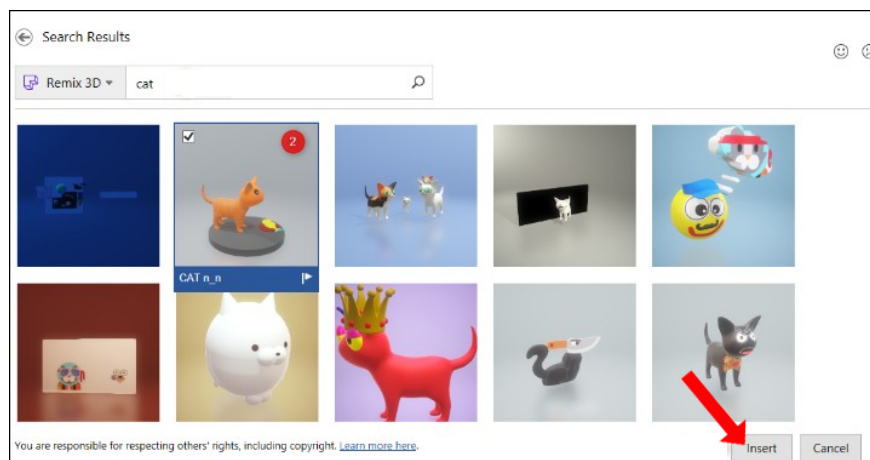 Search Results
Remix 3D
cat
2
CAT n_n
You are responsible for respecting others' rights, including copyright. Learn more here.
Insert
Cancel